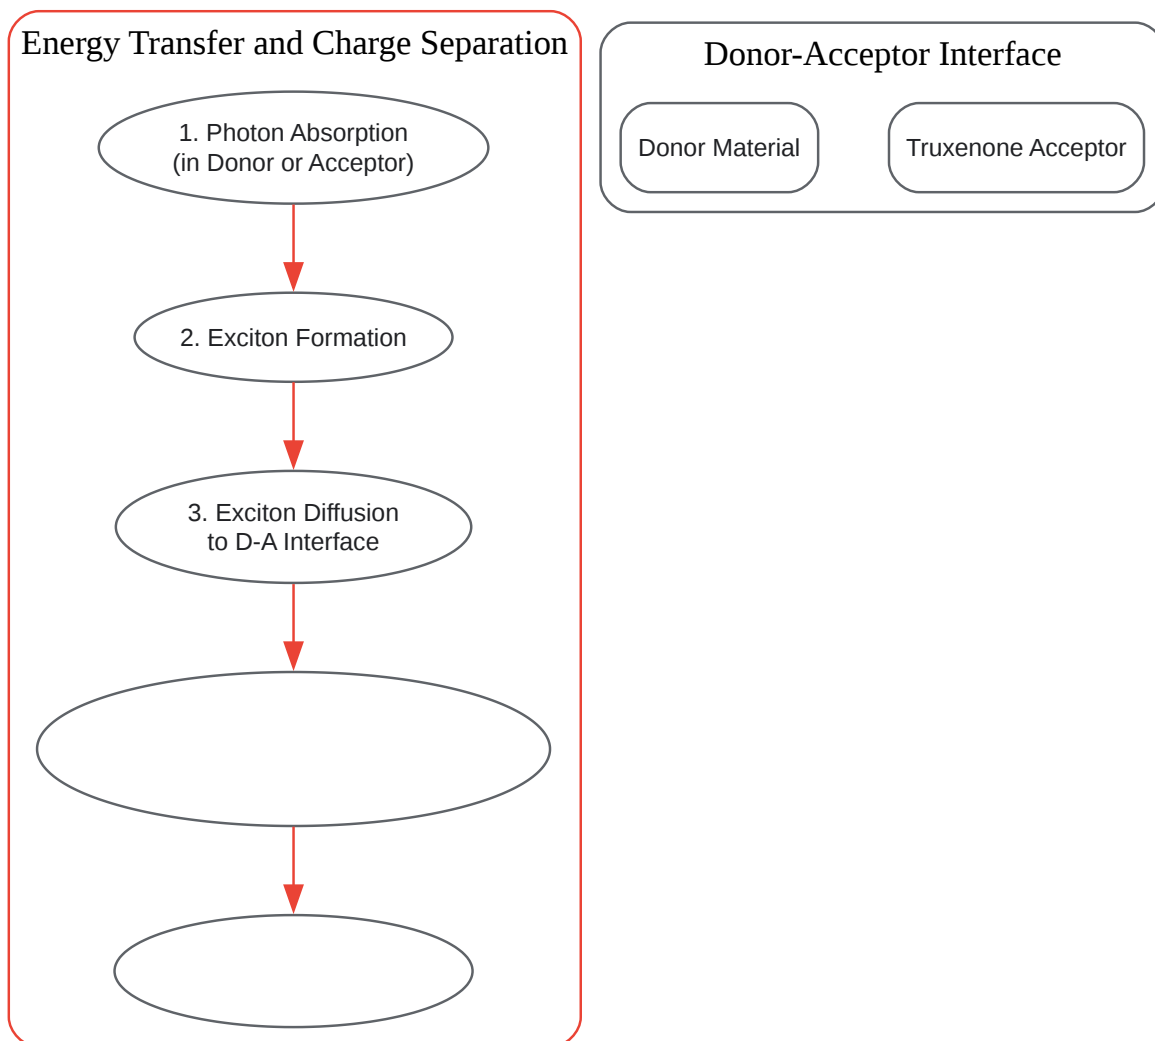 Energy Transfer and Charge Separation
1. Photon Absorption
(in Donor or Acceptor)
2. Exciton Formation
3. Exciton Diffusion
to D-A Interface
Donor-Acceptor Interface
Donor Material
Truxenone Acceptor